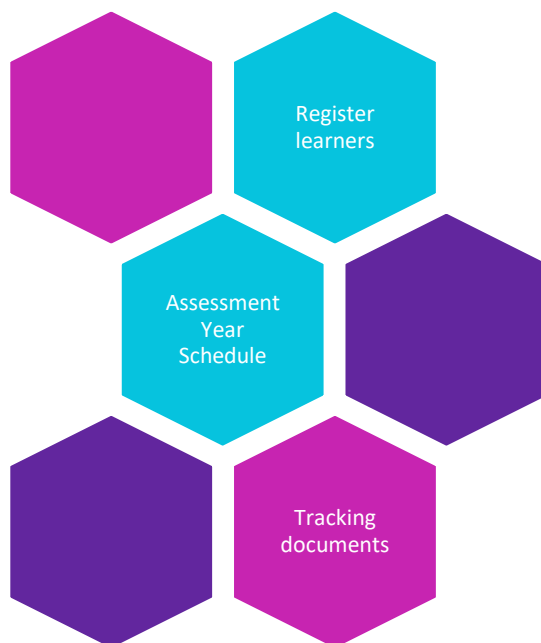 Register
learners
Assessment
Year
Schedule
Tracking
documents